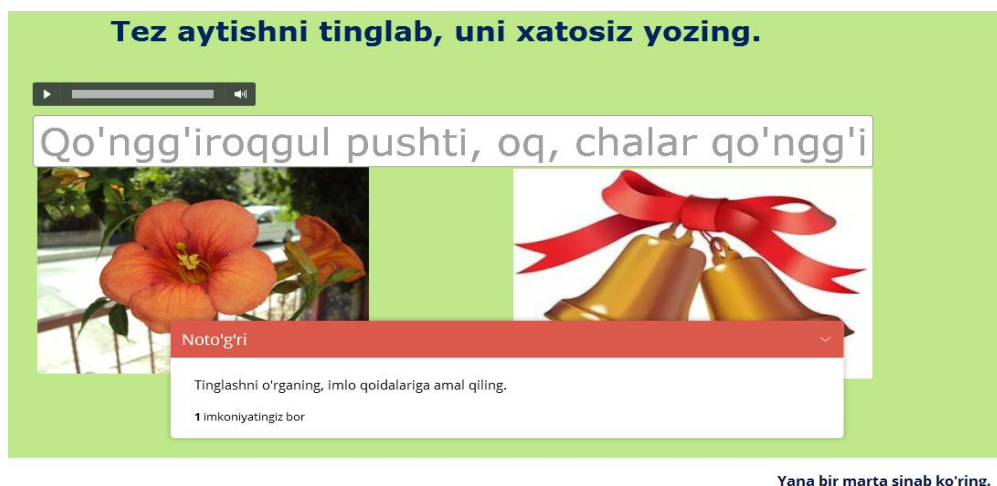 Tez aytishni tinglab, uni xatosiz yozing.
Qo'ngg'iroqgul pushti, oq, chalar qo'ngg'i
Noto'g'ri
Tinglashni o'rganing, imlo qoidalariga amal qiling.
1 imkoniyatingiz bor
Yana bir marta sinab ko'ring.